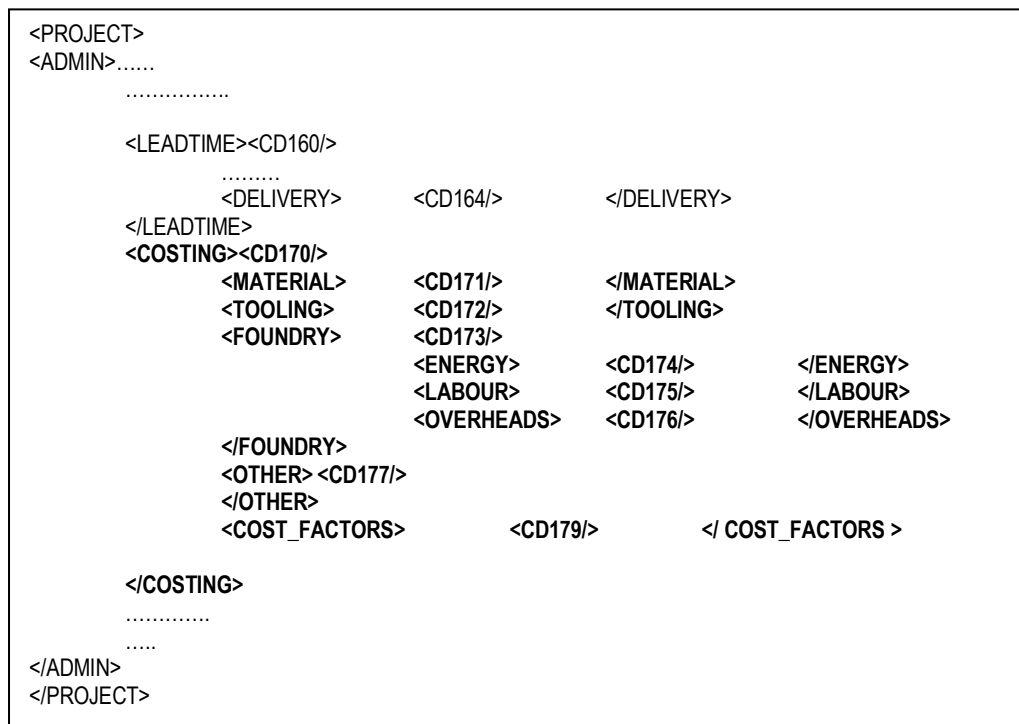 <PROJECT>
<ADMIN>......
................
<LEADTIME><CD160/>
.........
<DELIVERY> <CD164/> </DELIVERY>
</LEADTIME>
<COSTING><CD170/>
<MATERIAL> <CD171/> </MATERIAL>
<TOOLING> <CD172/> </TOOLING>
<FOUNDRY> <CD173/>
<ENERGY> <CD174/> </ENERGY>
<LABOUR> <CD175/> </LABOUR>
<OVERHEADS> <CD176/> </OVERHEADS>
</FOUNDRY>
<OTHER> <CD177/>
</OTHER>
<COST_FACTORS> <CD179/> </ COST_FACTORS >
</COSTING>
.............
.....
</ADMIN>
</PROJECT>